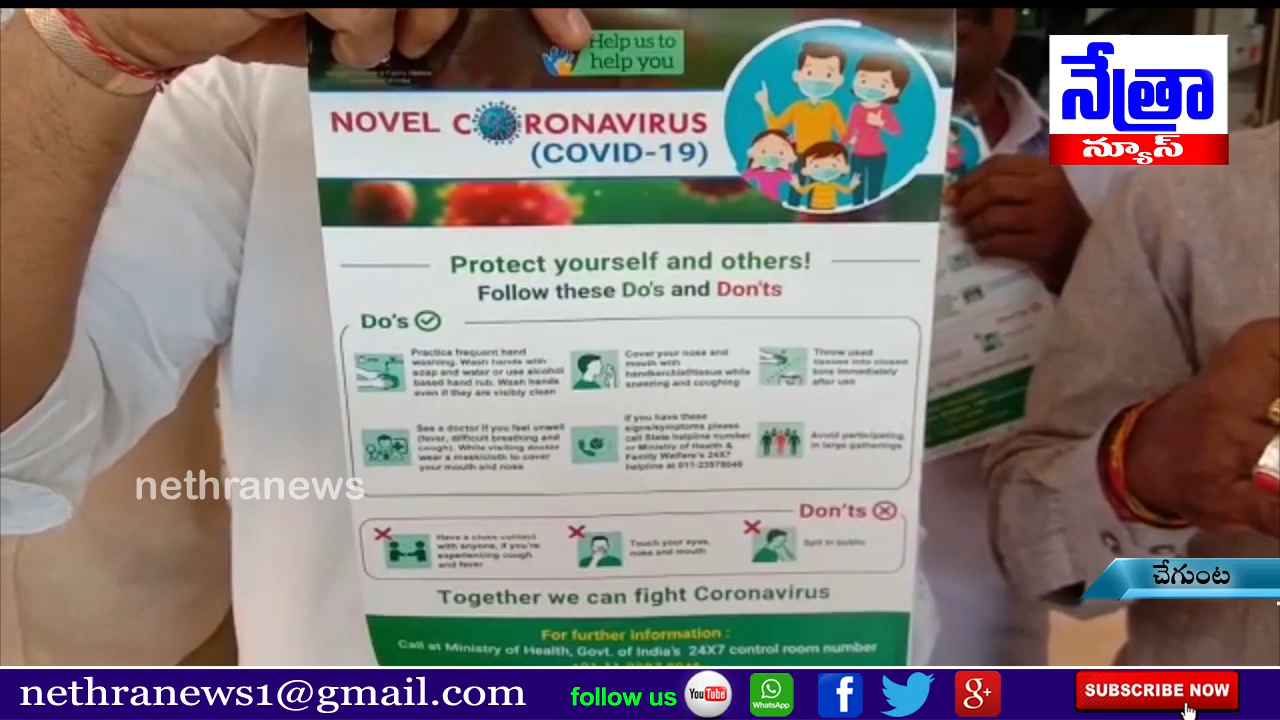 Help us to
help you
నేత్రా
న్యూస్
NOVEL CORONAVIRUS
(COVID-19)
Protect yourself and others!
Follow these Do's and Don'ts
Do's
Practice frequent hand
washing. Wash hands with
soap and water or use alcohol
based hand rub. Wash hands
even if they are visibly clean
Cover your nose and
mouth with
handkerchief/tissue while
sneezing and coughing
Throw used
tissues into closed
bins immediately
after use
See a doctor if you feel unwell
(fever, difficult breathing and
cough). While visiting doctor
wear a mask/cloth to cover
your mouth and nose
If you have these
signs/symptoms please
call State helpline number
or Ministry of Health &
Family Welfare's 24X7
helpline at 011-23978046
Avoid participating
in large gatherings
nethranews
Don'ts
Have a close contact
with anyone, if you're
experiencing cough
and fever
Touch your eyes,
nose and mouth
Spit in public
చేగుంట
Together we can fight Coronavirus
For further information :
Call at Ministry of Health, Govt. of India's 24X7 control room number
nethranews1@gmail.com
follow us
YouTube
WhatsApp
SUBSCRIBE NOW